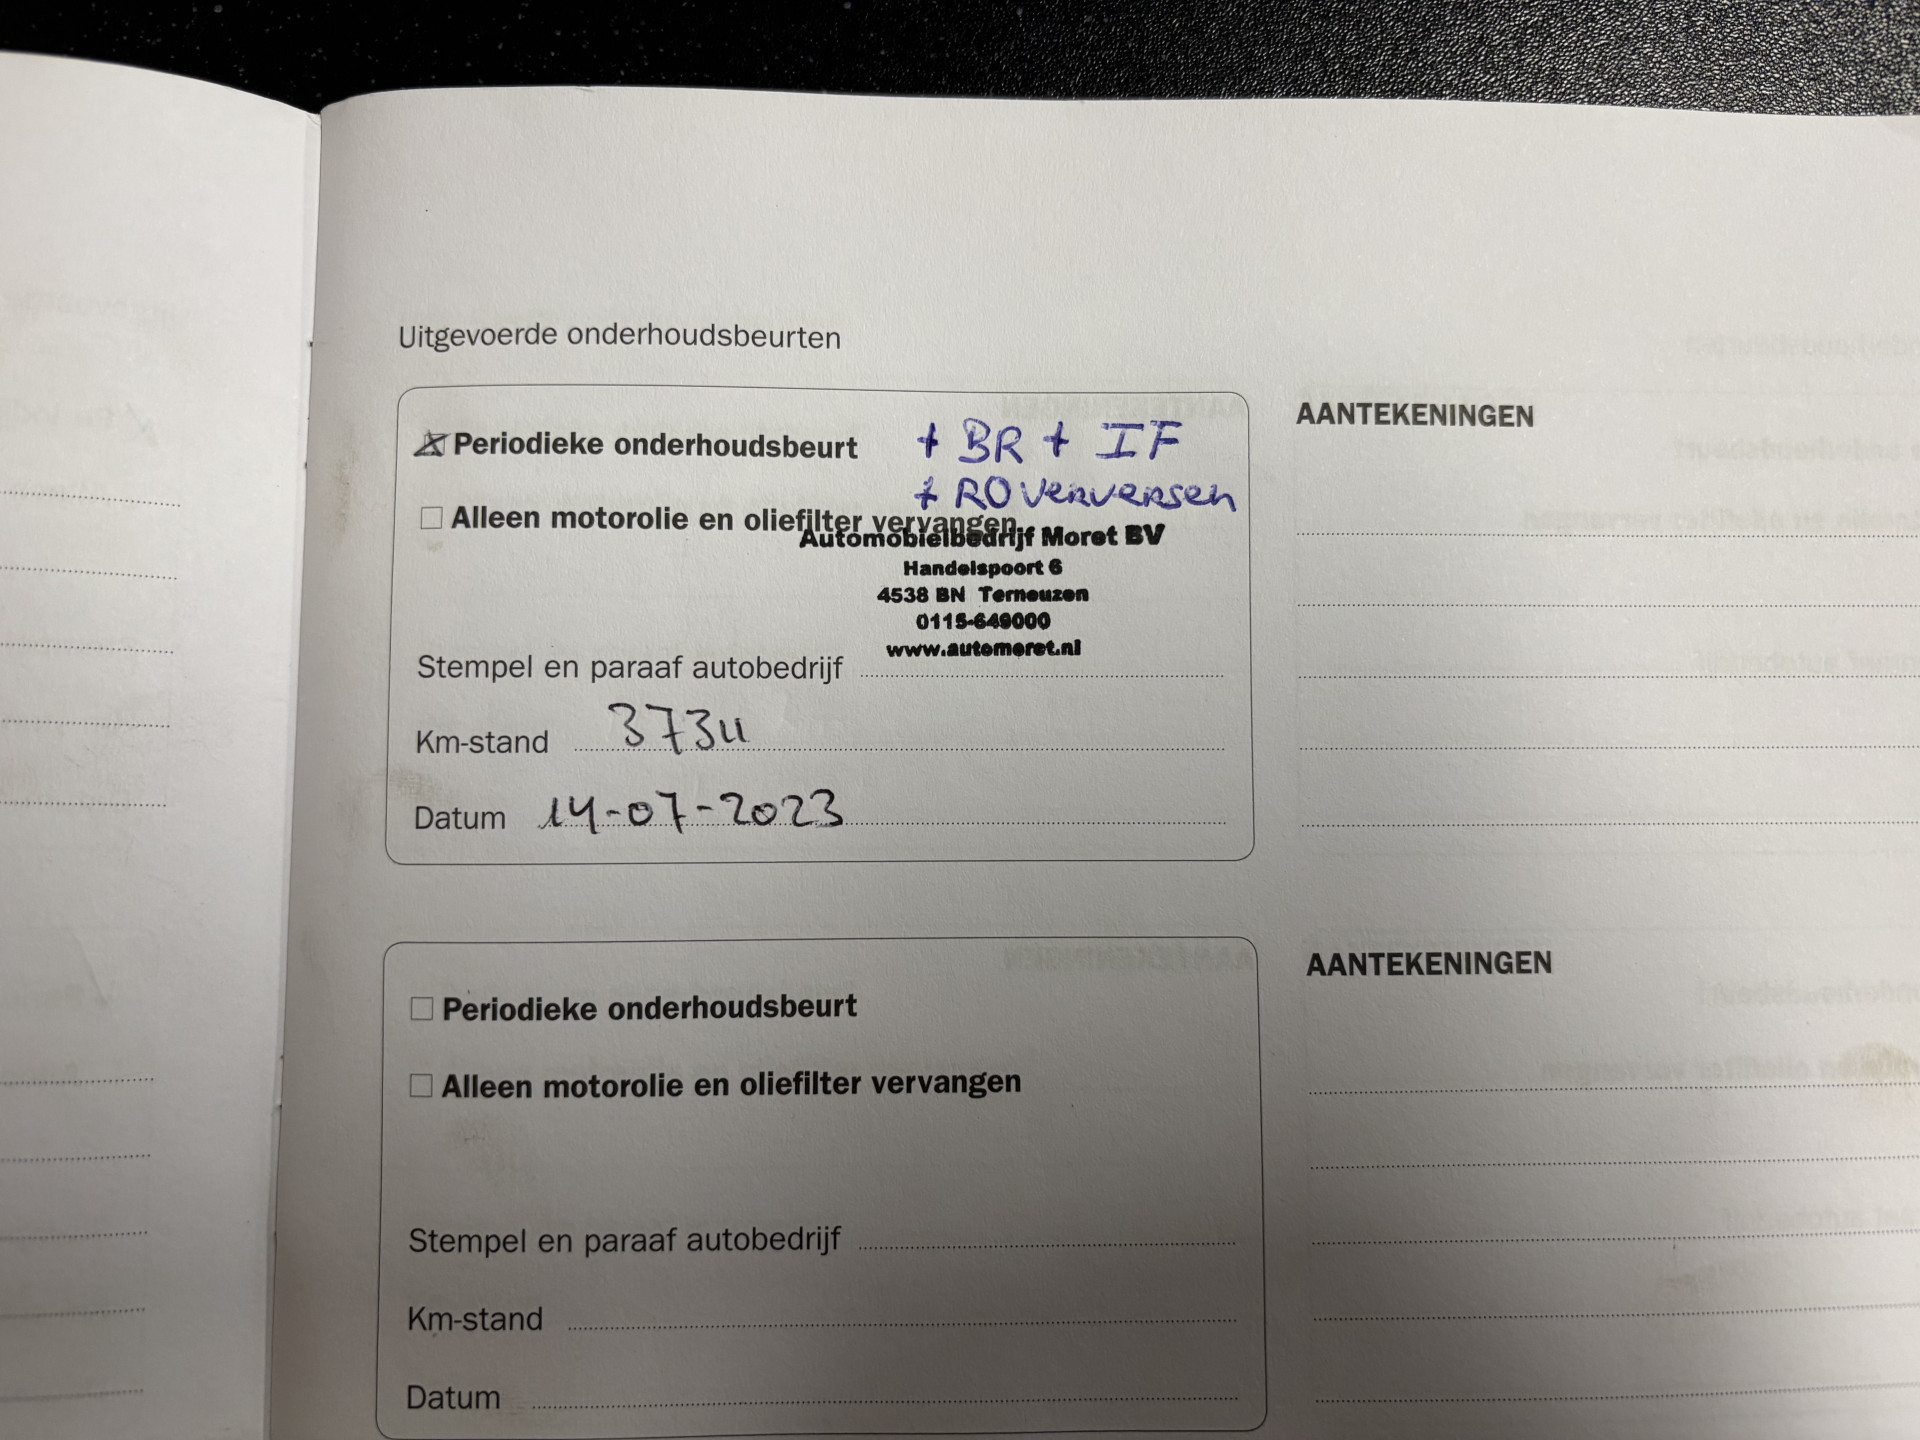 Uitgevoerde onderhoudsbeurten
Periodieke onderhoudsbeurt + BR + IF
+ RO verversen
Alleen motorolie en oliefilter vervangen
Automobielbedrijf Moret BV
Handelspoort 6
4538 BN Terneuzen
0115-649000
www.automoret.nl
Stempel en paraaf autobedrijf
Km-stand
Datum 14-07-2023
AANTEKENINGEN
Periodieke onderhoudsbeurt
Alleen motorolie en oliefilter vervangen
Stempel en paraaf autobedrijf
Km-stand
Datum
AANTEKENINGEN